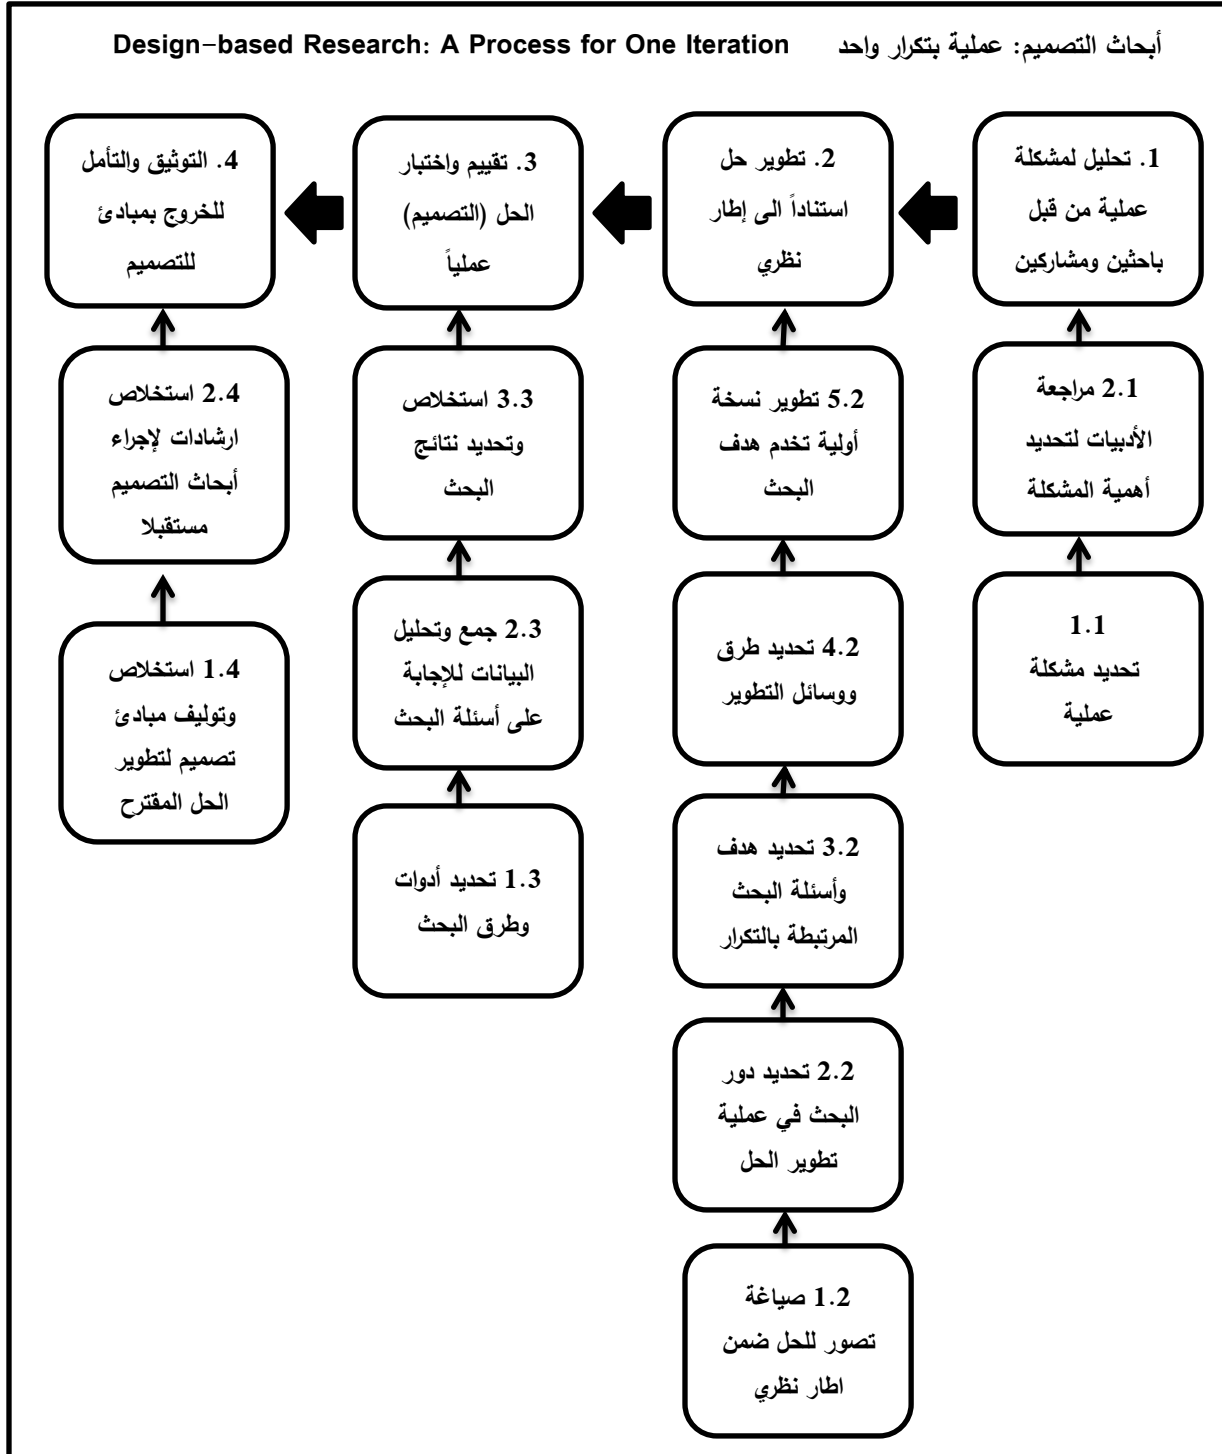 أبحاث التصميم: عملية بتكرار واحد Design-based Research: A Process for One Iteration
1. تحليل لمشكلة
عملية من قبل
باحثين ومشاركين
2.1 مراجعة
الأدبيات لتحديد
أهمية المشكلة
1.1
تحديد مشكلة
عملية
2. تطوير حل
استناداً الى إطار
نظري
5.2 تطوير نسخة
أولية تخدم هدف
البحث
4.2 تحديد طرق
ووسائل التطوير
3.2 تحديد هدف
وأسئلة البحث
المرتبطة بالتكرار
2.2 تحديد دور
البحث في عملية
تطوير الحل
1.2 صياغة
تصور للحل ضمن
اطار نظري
3. تقييم واختبار
الحل (التصميم)
عملياً
3.3 استخلاص
وتحديد نتائج
البحث
2.3 جمع وتحليل
البيانات للإجابة
على أسئلة البحث
1.3 تحديد أدوات
وطرق البحث
4. التوثيق والتأمل
للخروج بمبادئ
للتصميم
2.4 استخلاص
ارشادات لإجراء
أبحاث التصميم
مستقبلا
1.4 استخلاص
وتوليف مبادئ
تصميم لتطوير
الحل المقترح